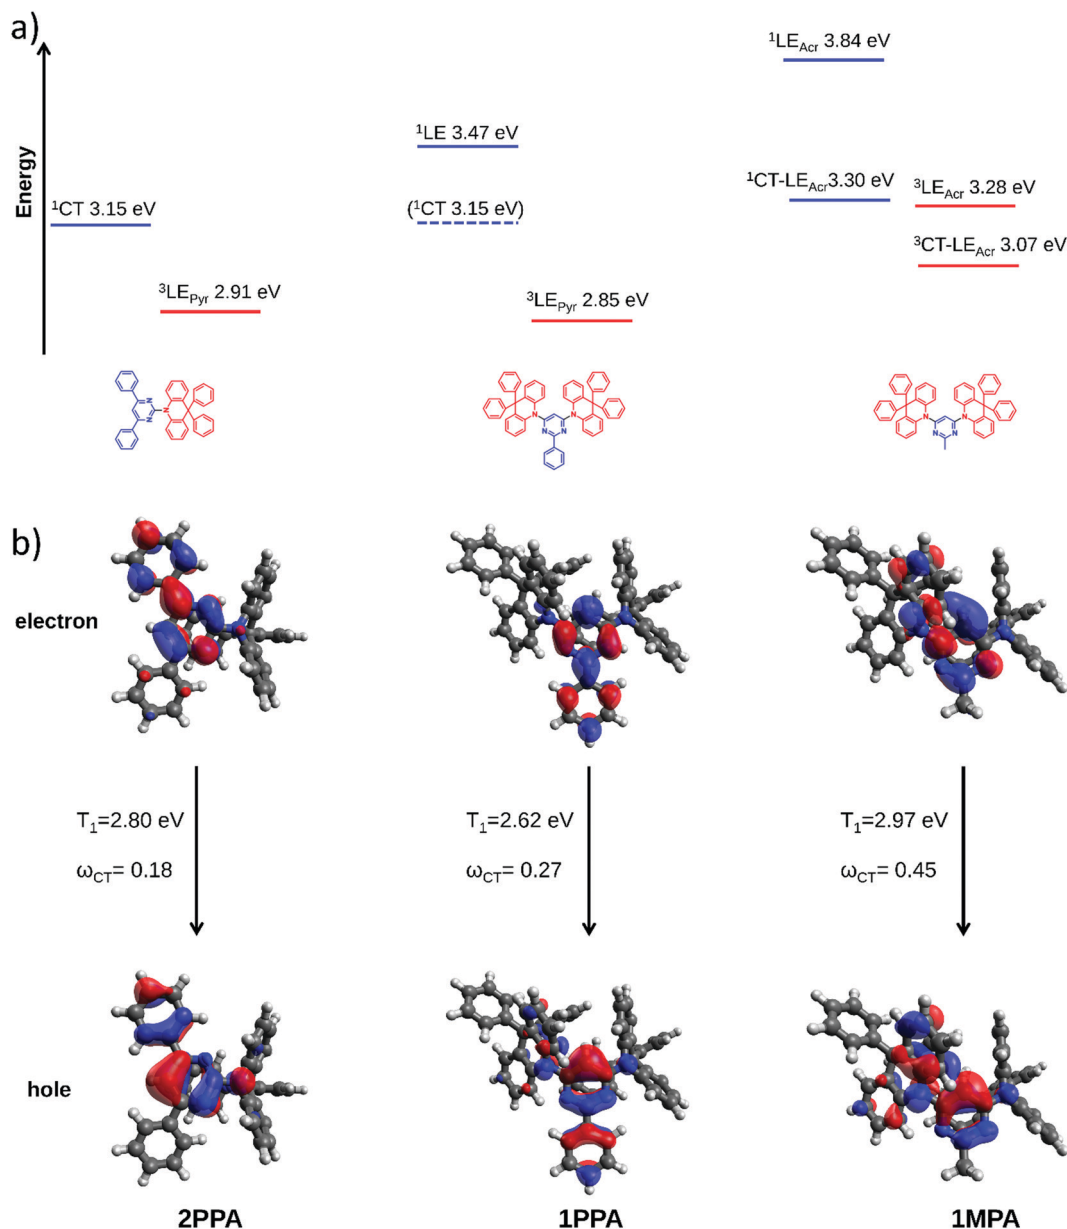 a)
Energy
¹CT 3.15 eV
³LE_Pyr 2.91 eV
¹LE 3.47 eV
(¹CT 3.15 eV)
³LE_Pyr 2.85 eV
¹LE_Acr 3.84 eV
¹CT-LE_Acr3.30 eV
³LE_Acr 3.28 eV
³CT-LE_Acr 3.07 eV
N
N
N
N
N
N
N
N
N
N
N
b)
electron
T₁=2.80 eV
ω_CT= 0.18
T₁=2.62 eV
ω_CT= 0.27
T₁=2.97 eV
ω_CT= 0.45
hole
2PPA
1PPA
1MPA